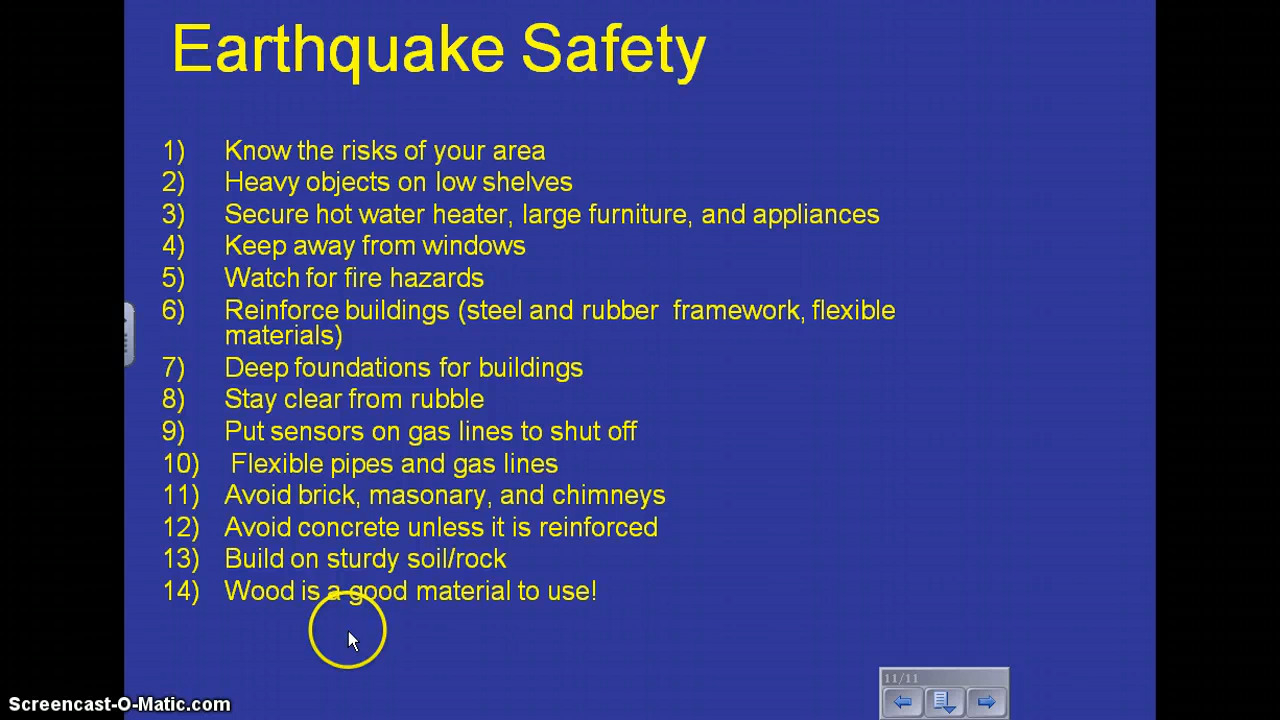 Earthquake Safety
1) Know the risks of your area
2) Heavy objects on low shelves
3) Secure hot water heater, large furniture, and appliances
4) Keep away from windows
5) Watch for fire hazards
6) Reinforce buildings (steel and rubber framework, flexible
materials)
7) Deep foundations for buildings
8) Stay clear from rubble
9) Put sensors on gas lines to shut off
10) Flexible pipes and gas lines
11) Avoid brick, masonary, and chimneys
12) Avoid concrete unless it is reinforced
13) Build on sturdy soil/rock
14) Wood is a good material to use!
11/11
Screencast-O-Matic.com